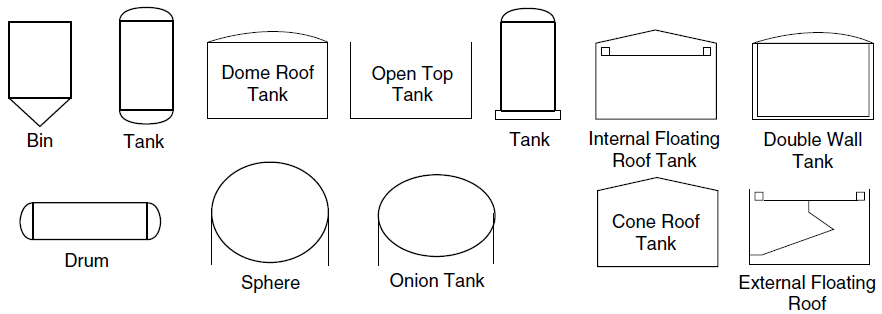 Bin
Tank
Dome Roof
Tank
Open Top
Tank
Tank
Internal Floating
Roof Tank
Double Wall
Tank
Drum
Sphere
Onion Tank
Cone Roof
Tank
External Floating
Roof